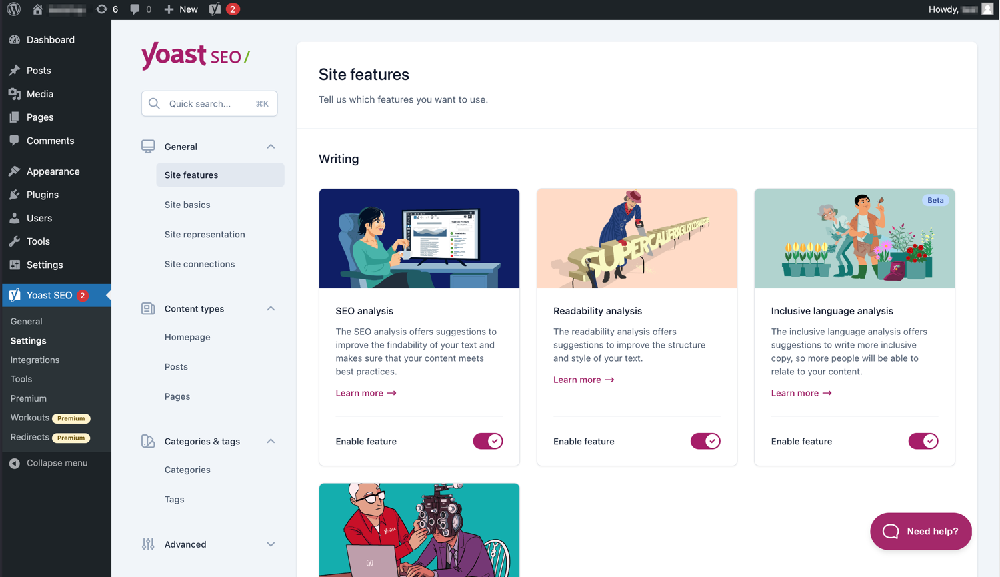 6
0
New
2
Howdy,
Dashboard
Posts
Media
Pages
Comments
Appearance
Plugins
Users
Tools
Settings
Yoast SEO 2
General
Settings
Integrations
Tools
Premium
Workouts Premium
Redirects Premium
Collapse menu
yoast SEO /
Quick search... ⌘K
General
Site features
Site basics
Site representation
Site connections
Content types
Homepage
Posts
Pages
Categories & tags
Categories
Tags
Advanced
Site features
Tell us which features you want to use.
Writing
SEO analysis
The SEO analysis offers suggestions to
improve the findability of your text and
makes sure that your content meets
best practices.
Learn more →
Enable feature
SUPERCALIFRAGILISTIC
Readability analysis
The readability analysis offers
suggestions to improve the structure
and style of your text.
Learn more →
Enable feature
Beta
Inclusive language analysis
The inclusive language analysis offers
suggestions to write more inclusive
copy, so more people will be able to
relate to your content.
Learn more →
Enable feature
yoast
Need help?